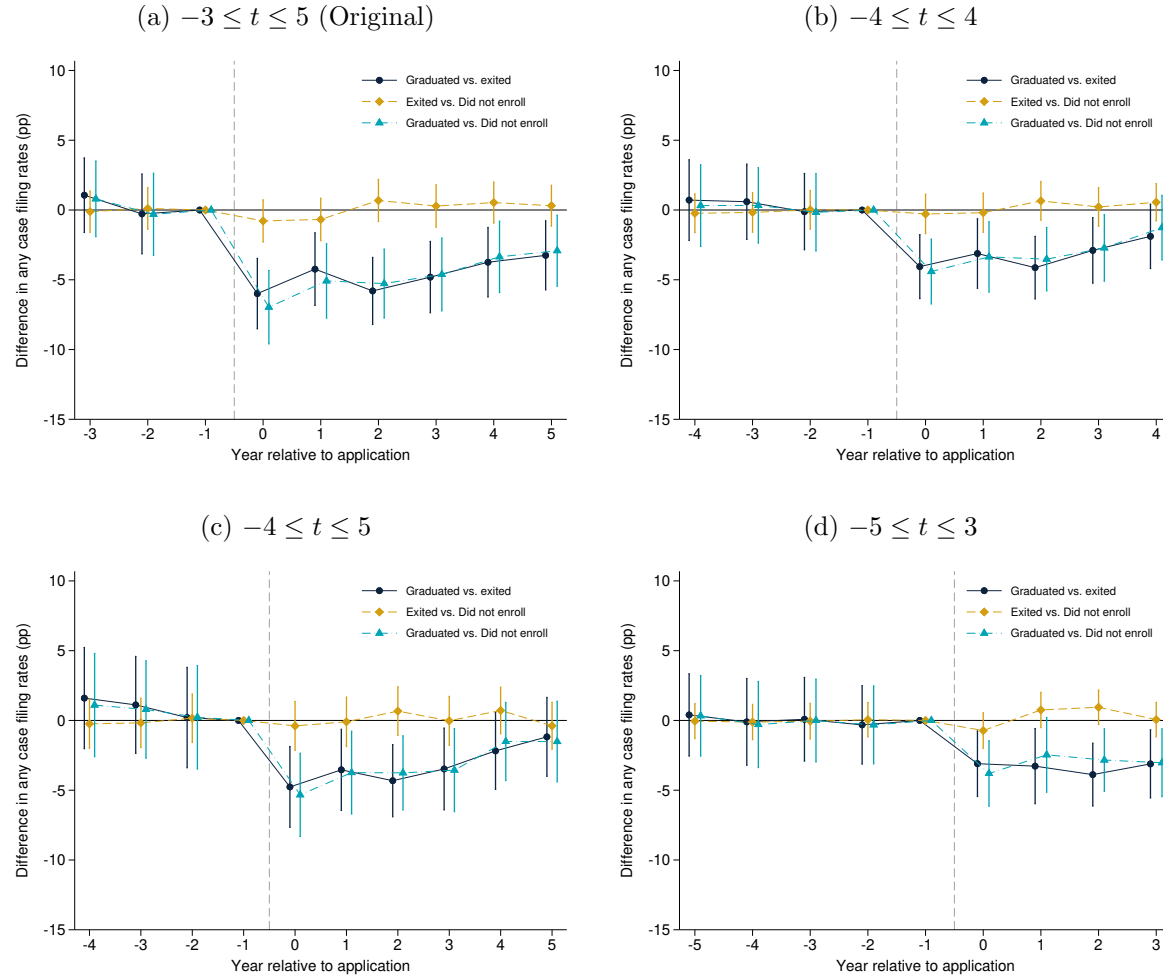 (a) −3 ≤ t ≤ 5 (Original)
10
5
0
-5
-10
-15
Difference in any case filing rates (pp)
Graduated vs. exited
Exited vs. Did not enroll
Graduated vs. Did not enroll
-3 -2 -1 0 1 2 3 4 5
Year relative to application
(b) −4 ≤ t ≤ 4
10
5
0
-5
-10
-15
Difference in any case filing rates (pp)
Graduated vs. exited
Exited vs. Did not enroll
Graduated vs. Did not enroll
-4 -3 -2 -1 0 1 2 3 4
Year relative to application
(c) −4 ≤ t ≤ 5
10
5
0
-5
-10
-15
Difference in any case filing rates (pp)
Graduated vs. exited
Exited vs. Did not enroll
Graduated vs. Did not enroll
-4 -3 -2 -1 0 1 2 3 4 5
Year relative to application
(d) −5 ≤ t ≤ 3
10
5
0
-5
-10
-15
Difference in any case filing rates (pp)
Graduated vs. exited
Exited vs. Did not enroll
Graduated vs. Did not enroll
-5 -4 -3 -2 -1 0 1 2 3
Year relative to application